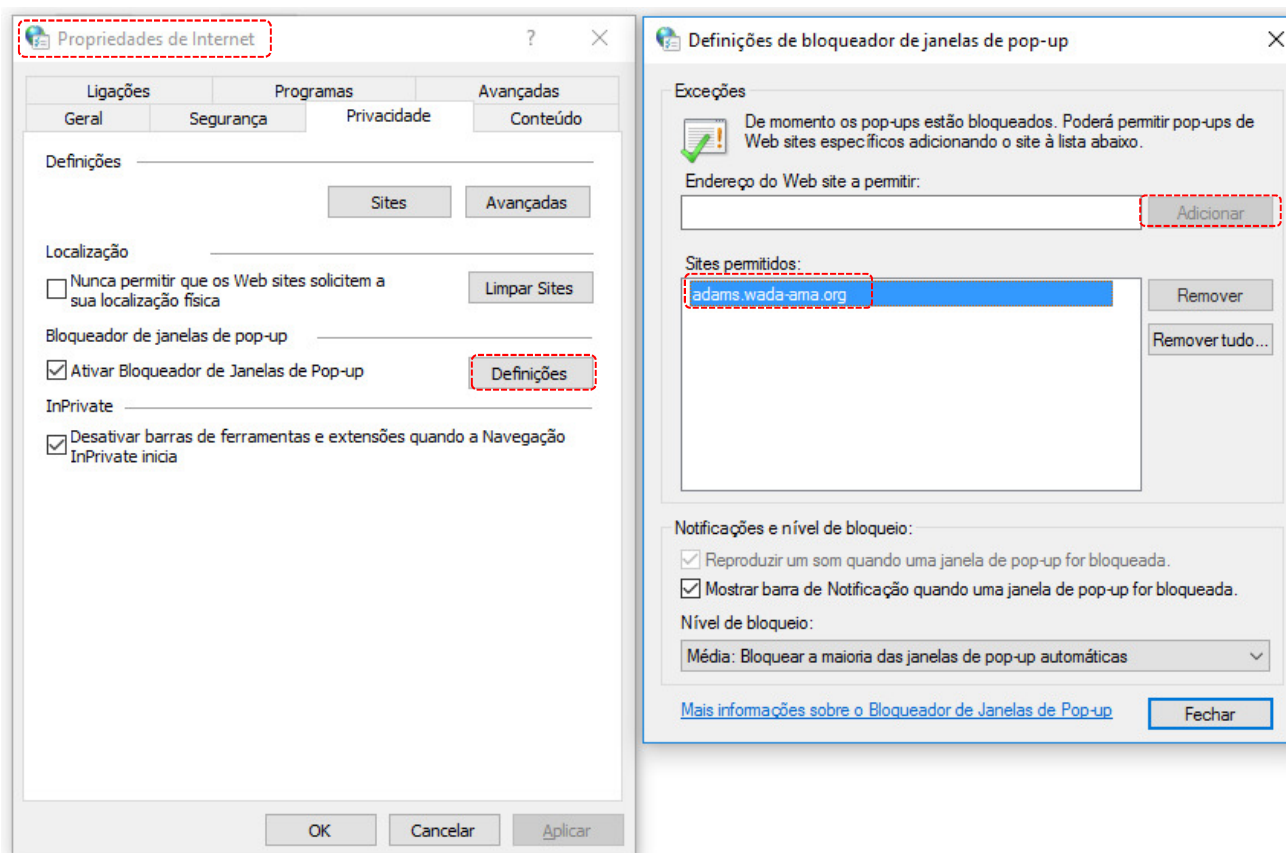 Propriedades de Internet
Ligações Programas Avançadas
Geral Segurança Privacidade Conteúdo
Definições
Sites Avançadas
Localização
Nunca permitir que os Web sites solicitem a
sua localização física
Limpar Sites
Bloqueador de janelas de pop-up
Ativar Bloqueador de Janelas de Pop-up
Definições
InPrivate
Desativar barras de ferramentas e extensões quando a Navegação
InPrivate inicia
OK Cancelar Aplicar
Definições de bloqueador de janelas de pop-up
Exceções
De momento os pop-ups estão bloqueados. Poderá permitir pop-ups de
Web sites específicos adicionando o site à lista abaixo.
Endereço do Web site a permitir:
Adicionar
Sites permitidos:
adams.wada-ama.org
Remover
Remover tudo...
Notificações e nível de bloqueio:
Reproduzir um som quando uma janela de pop-up for bloqueada.
Mostrar barra de Notificação quando uma janela de pop-up for bloqueada.
Nível de bloqueio:
Média: Bloquear a maioria das janelas de pop-up automáticas
Mais informações sobre o Bloqueador de Janelas de Pop-up
Fechar